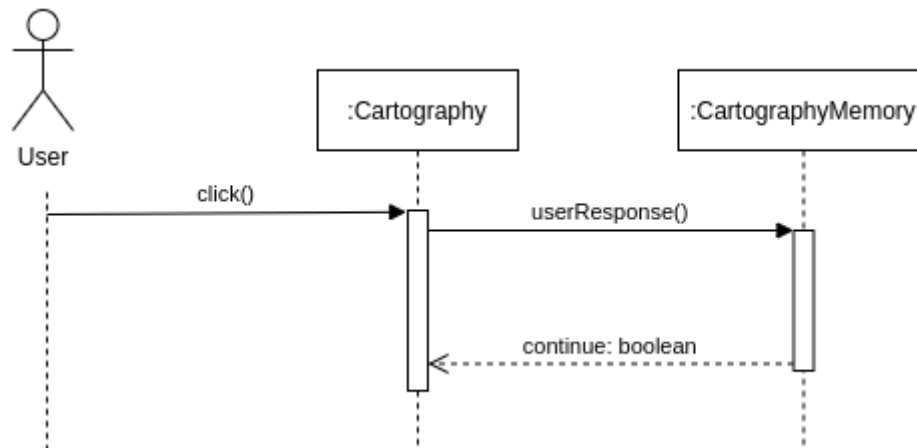 :Cartography
:CartographyMemory
User
click()
userResponse()
continue: boolean